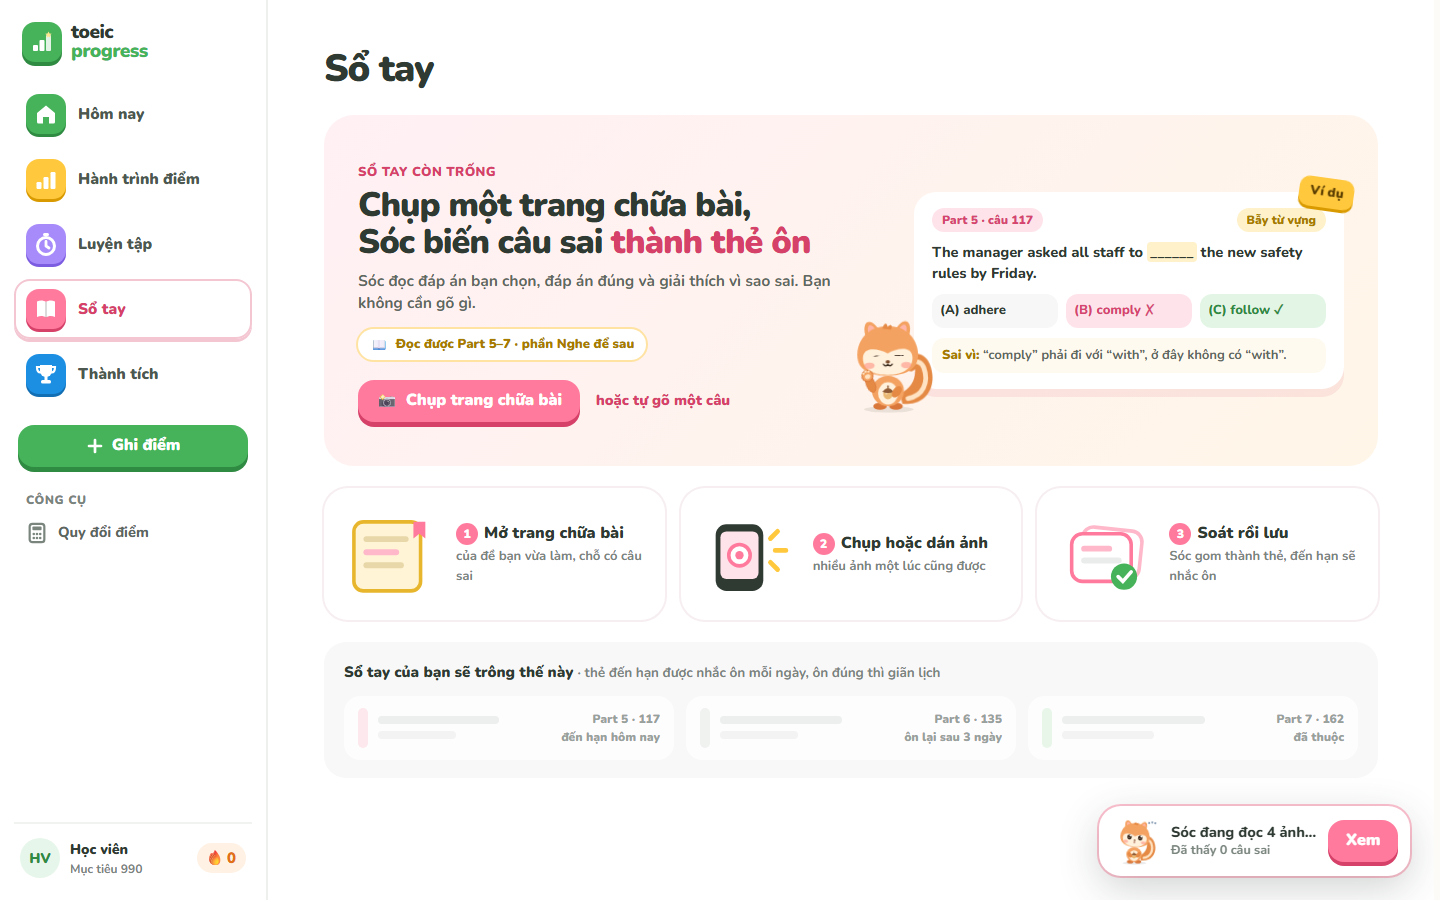 toeic
progress
Hôm nay
Hành trình điểm
Luyện tập
Sổ tay
Thành tích
+ Ghi điểm
CÔNG CỤ
Quy đổi điểm
HV
Học viên
Mục tiêu 990
0
Sổ tay
SỔ TAY CÒN TRỐNG
Chụp một trang chữa bài,
Sóc biến câu sai thành thẻ ôn
Sóc đọc đáp án bạn chọn, đáp án đúng và giải thích vì sao sai. Bạn
không cần gõ gì.
Đọc được Part 5–7 · phần Nghe để sau
Chụp trang chữa bài
hoặc tự gõ một câu
Ví dụ
Part 5 · câu 117
Bẫy từ vựng
The manager asked all staff to ______ the new safety
rules by Friday.
(A) adhere
(B) comply ✗
(C) follow ✓
Sai vì: “comply” phải đi với “with”, ở đây không có “with”.
1 Mở trang chữa bài
của đề bạn vừa làm, chỗ có câu
sai
2 Chụp hoặc dán ảnh
nhiều ảnh một lúc cũng được
3 Soát rồi lưu
Sóc gom thành thẻ, đến hạn sẽ
nhắc ôn
Sổ tay của bạn sẽ trông thế này · thẻ đến hạn được nhắc ôn mỗi ngày, ôn đúng thì giãn lịch
Part 5 · 117
đến hạn hôm nay
Part 6 · 135
ôn lại sau 3 ngày
Part 7 · 162
đã thuộc
Sóc đang đọc 4 ảnh...
Đã thấy 0 câu sai
Xem